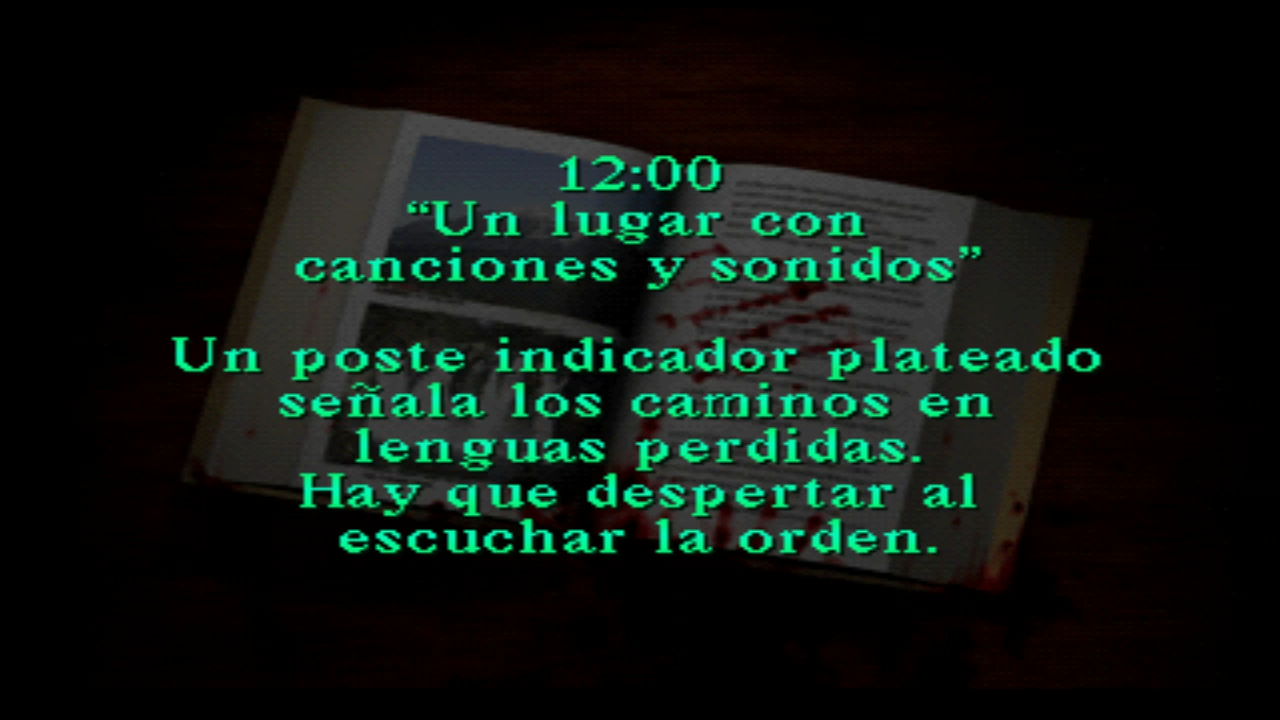 12:00
“Un lugar con
canciones y sonidos”
Un poste indicador plateado
señala los caminos en
lenguas perdidas.
Hay que despertar al
escuchar la orden.